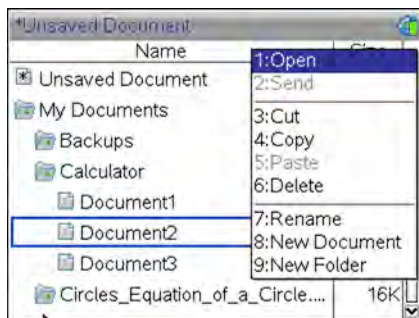 *Unsaved Document
Name
Unsaved Document
My Documents
Backups
Calculator
Document1
Document2
Document3
Circles_Equation_of_a_Circle.... 16K
1:Open
2:Send
3:Cut
4:Copy
5:Paste
6:Delete
7:Rename
8:New Document
9:New Folder